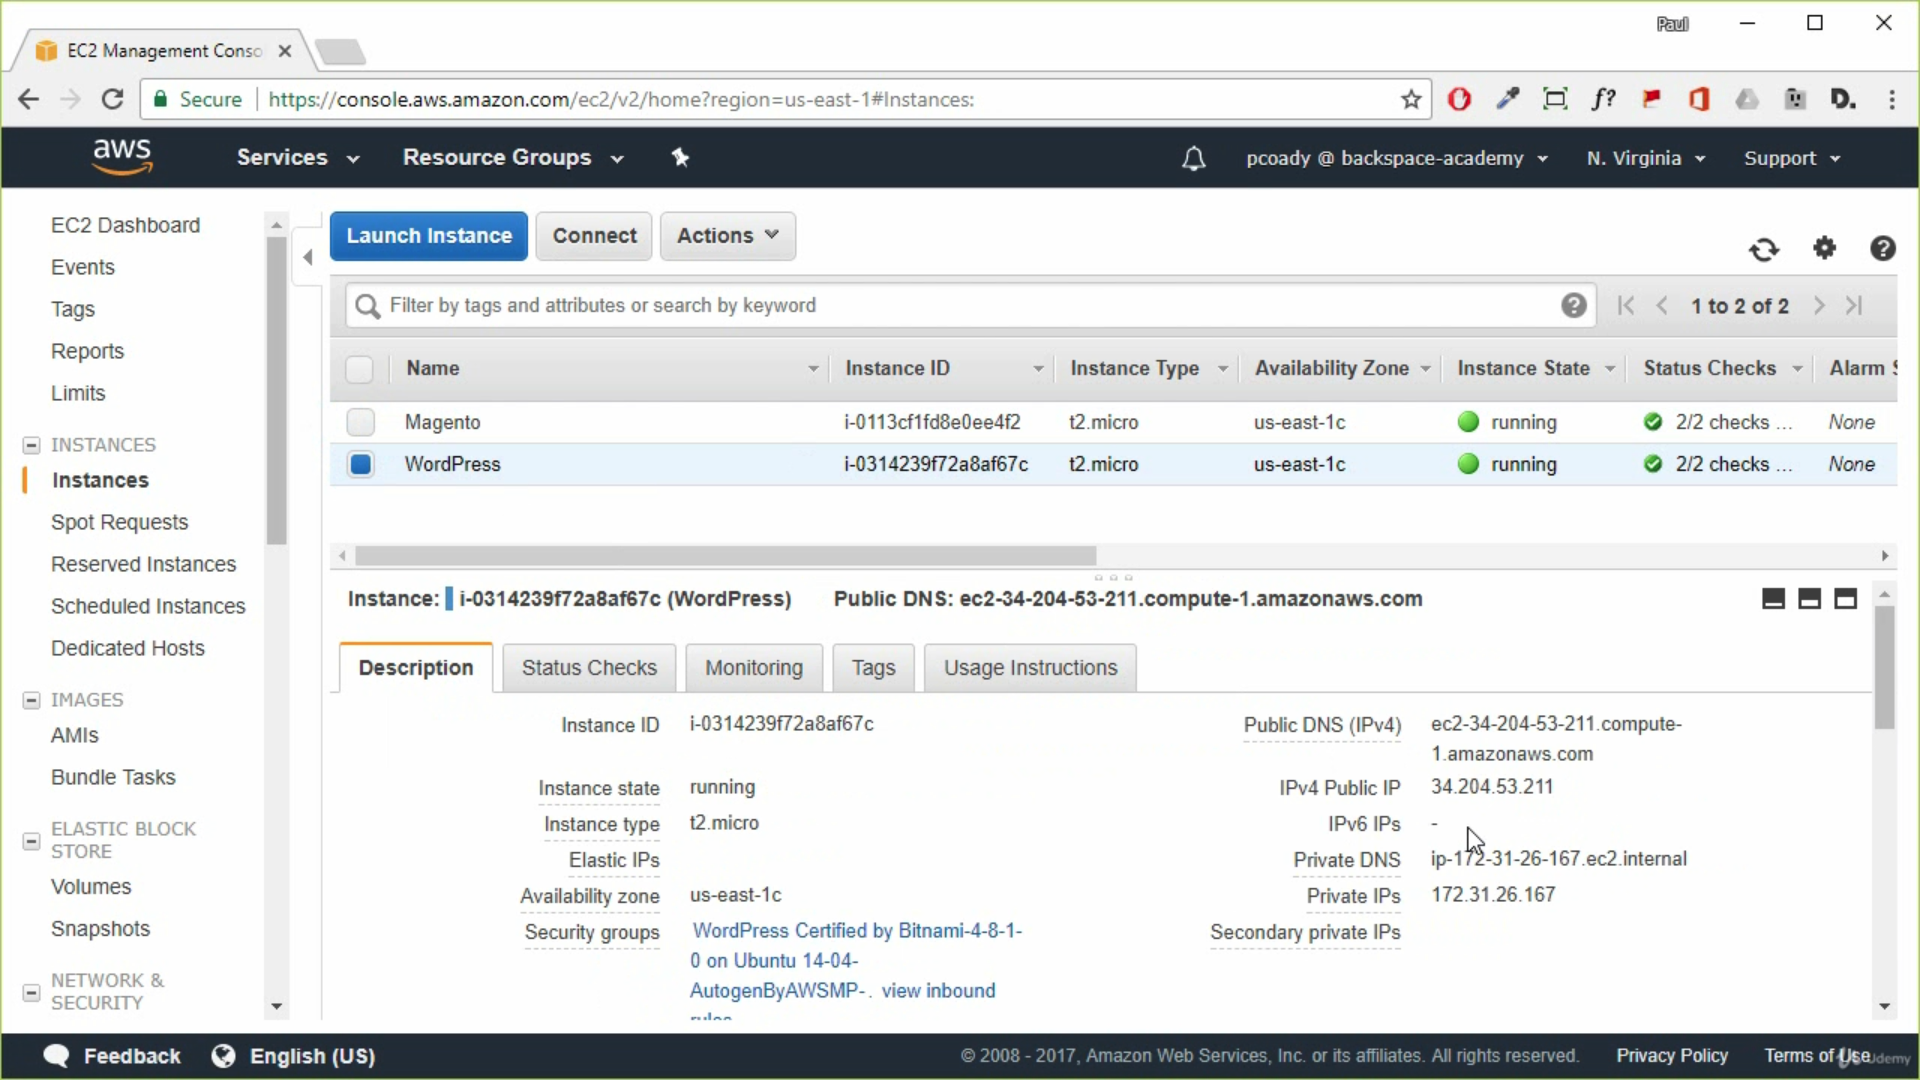 Paul
EC2 Management Conso
Secure
https://console.aws.amazon.com/ec2/v2/home?region=us-east-1#Instances:
f?
D.
aws
Services
Resource Groups
pcoady @ backspace-academy
N. Virginia
Support
EC2 Dashboard
Events
Tags
Reports
Limits
INSTANCES
Instances
Spot Requests
Reserved Instances
Scheduled Instances
Dedicated Hosts
IMAGES
AMIs
Bundle Tasks
ELASTIC BLOCK
STORE
Volumes
Snapshots
NETWORK &
SECURITY
Launch Instance
Connect
Actions
Filter by tags and attributes or search by keyword
1 to 2 of 2
Name Instance ID Instance Type Availability Zone Instance State Status Checks Alarm S
Magento i-0113cf1fd8e0ee4f2 t2.micro us-east-1c running 2/2 checks ... None
WordPress i-0314239f72a8af67c t2.micro us-east-1c running 2/2 checks ... None
Instance: i-0314239f72a8af67c (WordPress) Public DNS: ec2-34-204-53-211.compute-1.amazonaws.com
Description
Status Checks
Monitoring
Tags
Usage Instructions
Instance ID i-0314239f72a8af67c
Instance state running
Instance type t2.micro
Elastic IPs
Availability zone us-east-1c
Security groups WordPress Certified by Bitnami-4-8-1-
0 on Ubuntu 14-04-
AutogenByAWSMP-. view inbound
rules
Public DNS (IPv4) ec2-34-204-53-211.compute-
1.amazonaws.com
IPv4 Public IP 34.204.53.211
IPv6 IPs -
Private DNS ip-172-31-26-167.ec2.internal
Private IPs 172.31.26.167
Secondary private IPs
Feedback
English (US)
© 2008 - 2017, Amazon Web Services, Inc. or its affiliates. All rights reserved.
Privacy Policy
Terms of Use
Udemy